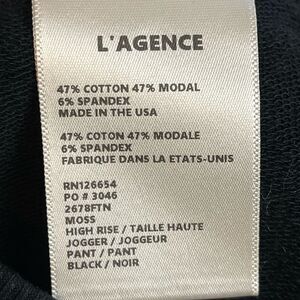 L'AGENCE
47% COTTON 47% MODAL
6% SPANDEX
MADE IN THE USA
47% COTON 47% MODALE
6% SPANDEX
FABRIQUE DANS LA ETATS-UNIS
RN126654
PO # 3046
2678FTN
MOSS
HIGH RISE / TAILLE HAUTE
JOGGER / JOGGEUR
PANT / PANT
BLACK / NOIR